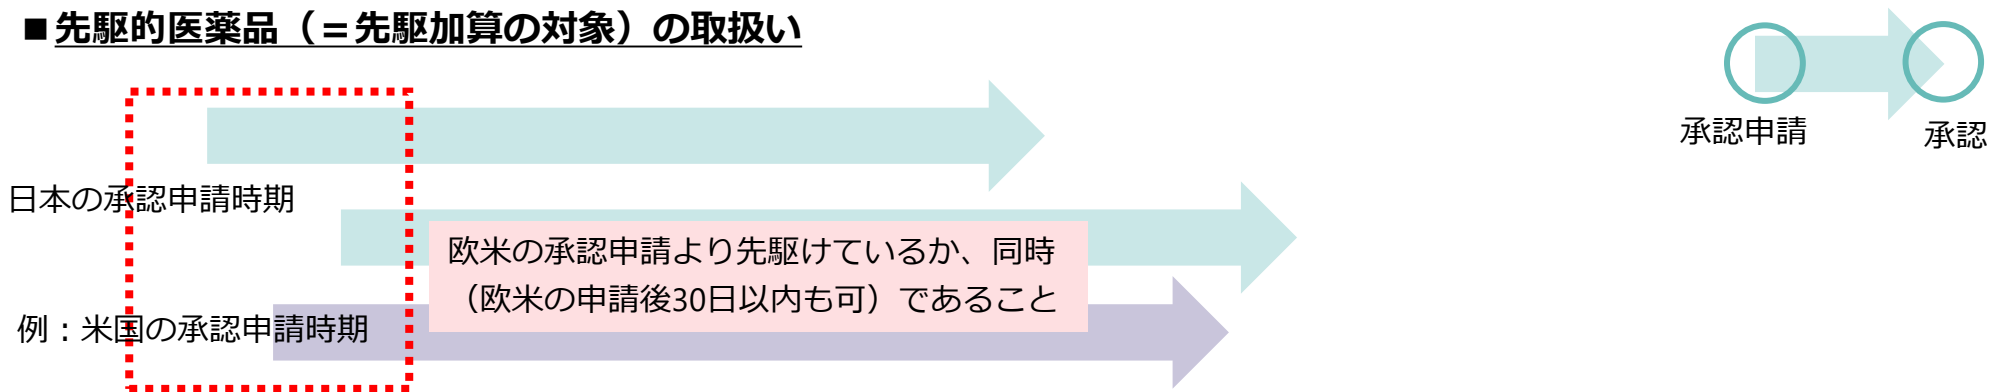 ■先駆的医薬品（＝先駆加算の対象）の取扱い
承認申請
承認
日本の承認申請時期
欧米の承認申請より先駆けているか、同時
（欧米の申請後30日以内も可）であること
例：米国の承認申請時期